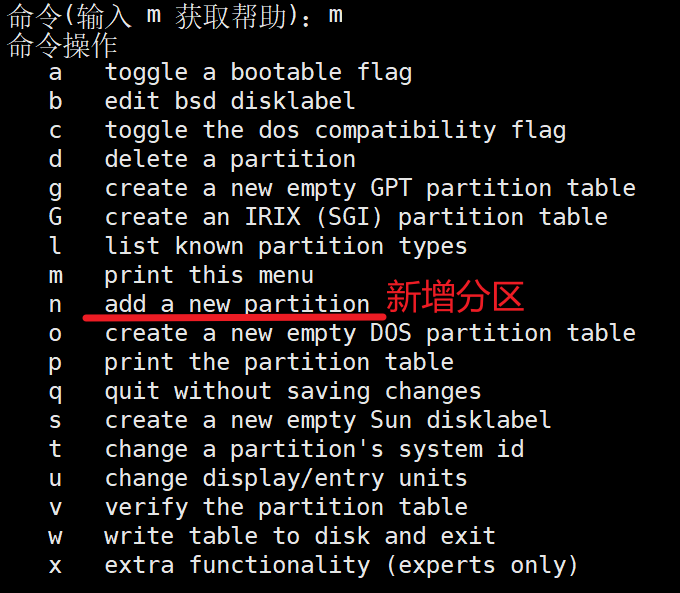 命令(输入 m 获取帮助)：m
命令操作
a   toggle a bootable flag
b   edit bsd disklabel
c   toggle the dos compatibility flag
d   delete a partition
g   create a new empty GPT partition table
G   create an IRIX (SGI) partition table
l   list known partition types
m   print this menu
n   add a new partition 新增分区
o   create a new empty DOS partition table
p   print the partition table
q   quit without saving changes
s   create a new empty Sun disklabel
t   change a partition's system id
u   change display/entry units
v   verify the partition table
w   write table to disk and exit
x   extra functionality (experts only)